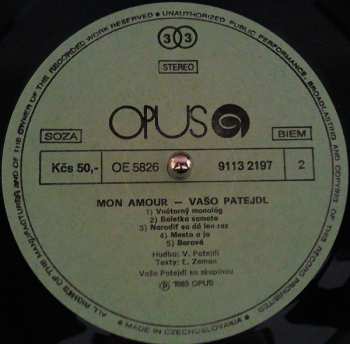 ALL RIGHTS OF THE MANUFACTURER AND OF THE OWNER OF THE RECORDED WORK RESERVED • UNAUTHORIZED PUBLIC PERFORMANCE, BROADCASTING AND COPYING OF THIS RECORD PROHIBITED •
33
STEREO
OPUS
SOZA
BIEM
Kčs 50,-
OE 5826
9113 2197
2
MON AMOUR — VAŠO PATEJDL
1) Vnútorný monológ
2) Baletka samota
3) Narodiť sa dá len raz
4) Mesto a ja
5) Barová
Hudba: V. Patejdl
Texty: E. Zeman
Vašo Patejdl so skupinou
Ⓟ 1985 OPUS
• MADE IN CZECHOSLOVAKIA •